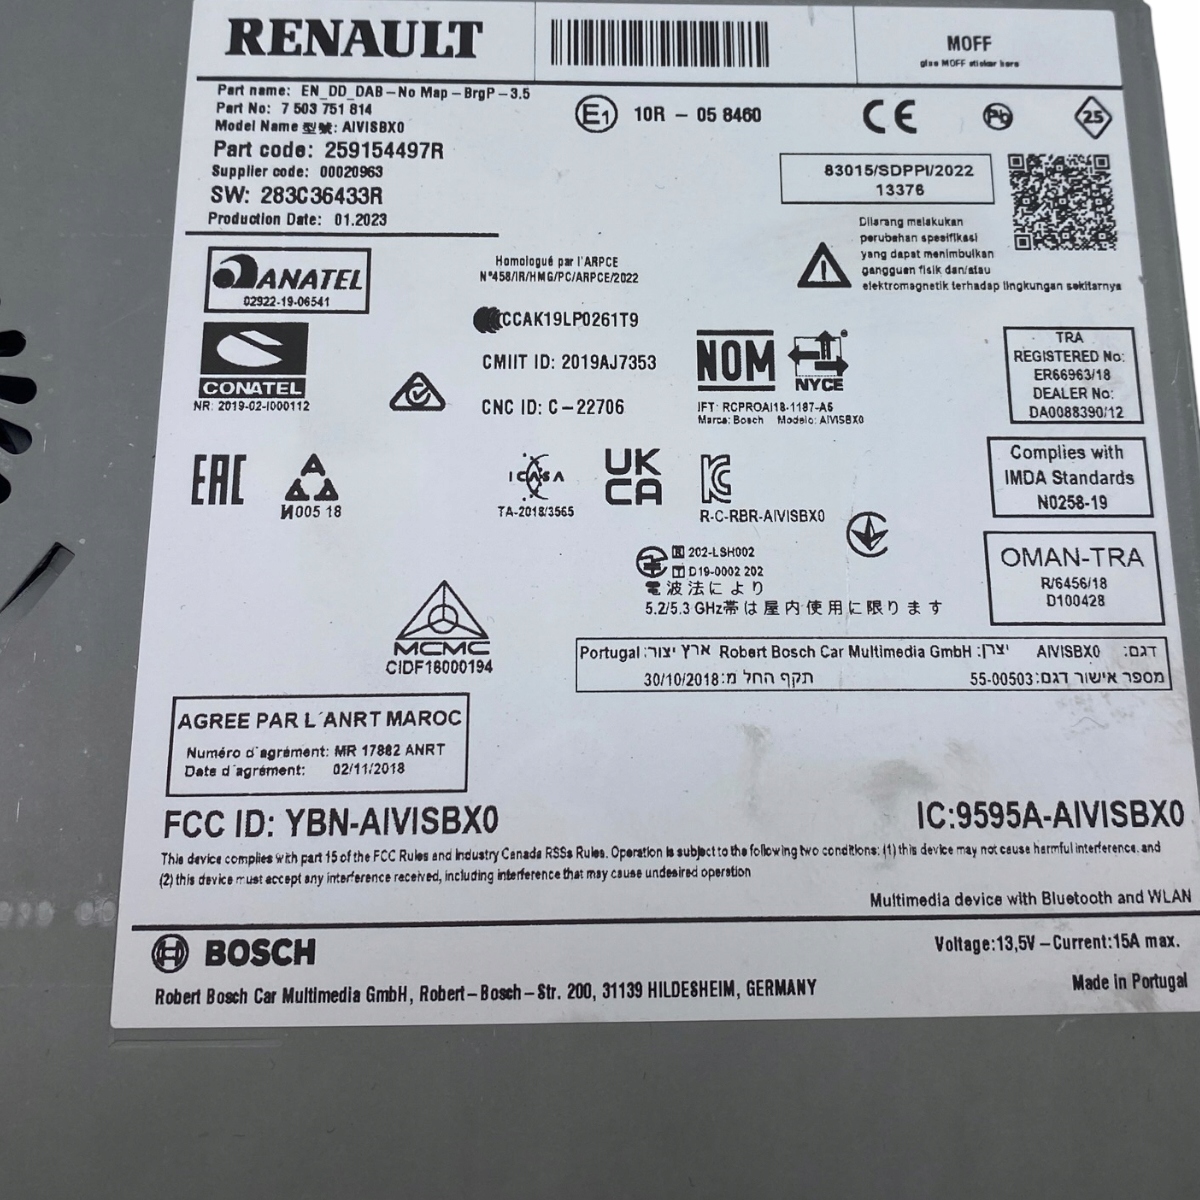 RENAULT
MOFF
glue MOFF sticker here
Part name: EN_DD_DAB-No Map-BrgP-3.5
Part No: 7 503 751 814
Model Name 型號: AIVISBX0
Part code: 259154497R
Supplier code: 00020963
SW: 283C36433R
Production Date: 01.2023
E1 10R - 05 8460
CE
Pb
25
83015/SDPPI/2022
13376
Dilarang melakukan
perubahan spesifikasi
yang dapat menimbulkan
gangguan fisik dan/atau
elektromagnetik terhadap lingkungan sekitarnya
ANATEL
02922-19-06541
Homologué par l'ARPCE
N°458/IR/HMG/PC/ARPCE/2022
CCAK19LP0261T9
CONATEL
NR: 2019-02-I000112
CMIIT ID: 2019AJ7353
CNC ID: C-22706
NOM
NYCE
IFT: RCPROAI18-1187-A6
Marca: Bosch Modelo: AIVISBX0
TRA
REGISTERED No:
ER66963/18
DEALER No:
DA0088390/12
EAC
И005 18
ICASA
TA-2018/3565
UK
CA
R-C-RBR-AIVISBX0
Complies with
IMDA Standards
N0258-19
R 202-LSH002
T D19-0002 202
電波法により
5.2/5.3 GHz帯は屋内使用に限ります
OMAN-TRA
R/6456/18
D100428
MCMC
CIDF16000194
דגם: AIVISBX0 יצרן: Robert Bosch Car Multimedia GmbH ארץ יצור: Portugal
מספר אישור דגם: 55-00503 תקף החל מ: 30/10/2018
AGREE PAR L´ANRT MAROC
Numéro d´agrément: MR 17882 ANRT
Date d´agrément: 02/11/2018
FCC ID: YBN-AIVISBX0
IC:9595A-AIVISBX0
This device complies with part 15 of the FCC Rules and Industry Canada RSSs Rules. Operation is subject to the following two conditions: (1) this device may not cause harmful interference, and
(2) this device must accept any interference received, including interference that may cause undesired operation
Multimedia device with Bluetooth and WLAN
BOSCH
Voltage:13,5V-Current:15A max.
Robert Bosch Car Multimedia GmbH, Robert-Bosch-Str. 200, 31139 HILDESHEIM, GERMANY
Made in Portugal